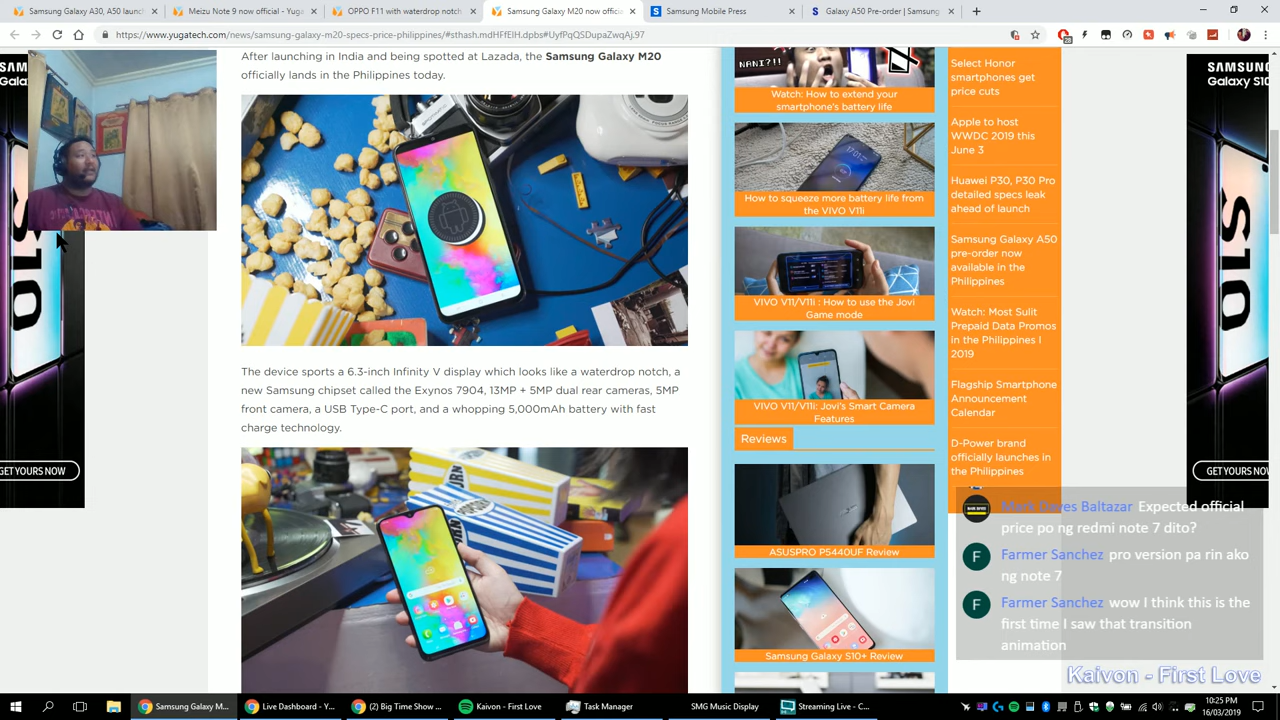 Samsung Galaxy A30, A50 launch
Meizu Note 9 now official - Yuga
OPPO F11 with waterdrop notch
Samsung Galaxy M20 now officia
Samsung Mobile Press
Galaxy A50 Pre-order | Samsung
https://www.yugatech.com/news/samsung-galaxy-m20-specs-price-philippines/#sthash.mdHFfElH.dpbs#UyfPqQSDupaZwqAj.97
28
After launching in India and being spotted at Lazada, the Samsung Galaxy M20
officially lands in the Philippines today.
The device sports a 6.3-inch Infinity V display which looks like a waterdrop notch, a
new Samsung chipset called the Exynos 7904, 13MP + 5MP dual rear cameras, 5MP
front camera, a USB Type-C port, and a whopping 5,000mAh battery with fast
charge technology.
SAM
Gala
S10
GET YOURS NOW
NANI?!!
Watch: How to extend your
smartphone's battery life
How to squeeze more battery life from
the VIVO V11i
VIVO V11/V11i : How to use the Jovi
Game mode
VIVO V11/V11i: Jovi's Smart Camera
Features
Reviews
ASUSPRO P5440UF Review
Samsung Galaxy S10+ Review
Select Honor
smartphones get
price cuts
Apple to host
WWDC 2019 this
June 3
Huawei P30, P30 Pro
detailed specs leak
ahead of launch
Samsung Galaxy A50
pre-order now
available in the
Philippines
Watch: Most Sulit
Prepaid Data Promos
in the Philippines |
2019
Flagship Smartphone
Announcement
Calendar
D-Power brand
officially launches in
the Philippines
SAMSUNG
Galaxy S10
S10
GET YOURS NOW
Mark Daves Baltazar Expected official
price po ng redmi note 7 dito?
F
Farmer Sanchez pro version pa rin ako
ng note 7
F
Farmer Sanchez wow I think this is the
first time I saw that transition
animation
Kaivon - First Love
Samsung Galaxy M...
Live Dashboard - Y...
(2) Big Time Show ...
Kaivon - First Love
Task Manager
SMG Music Display
Streaming Live - C...
10:25 PM
16/03/2019